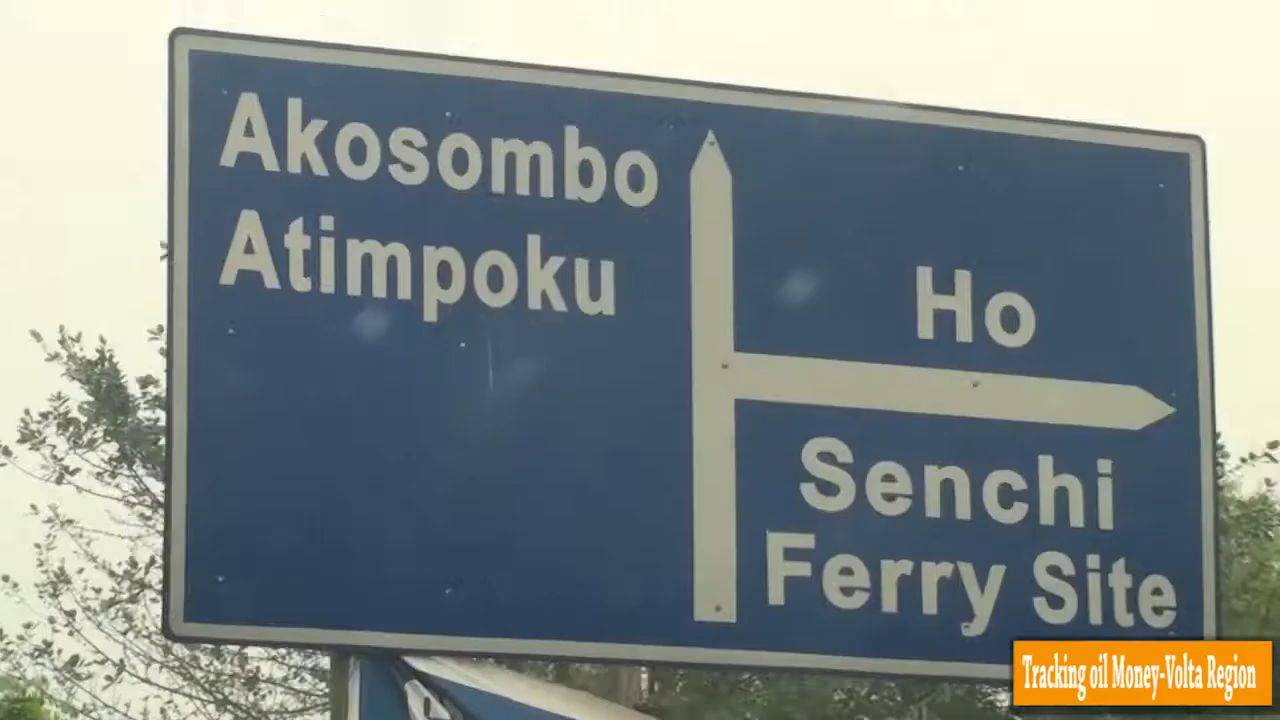 Akosombo
Atimpoku
Ho
Senchi
Ferry Site
Tracking oil Money-Volta Region